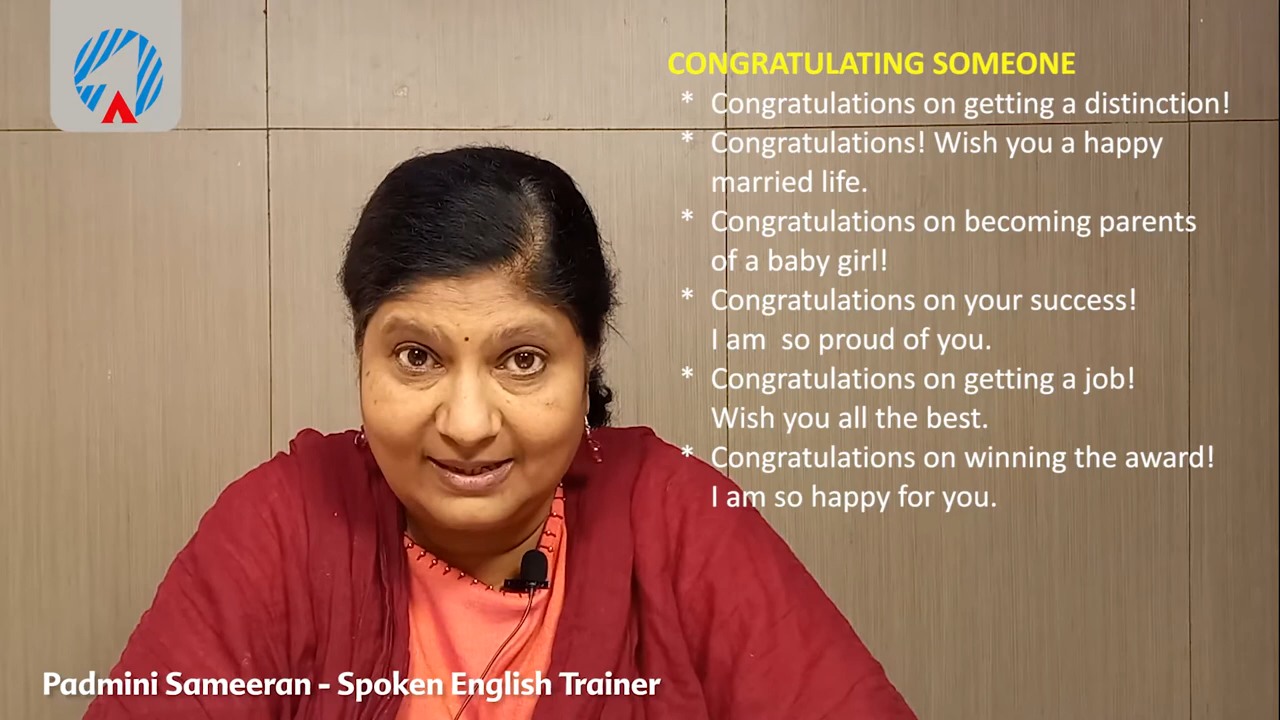 CONGRATULATING SOMEONE
* Congratulations on getting a distinction!
* Congratulations! Wish you a happy
married life.
* Congratulations on becoming parents
of a baby girl!
* Congratulations on your success!
I am  so proud of you.
* Congratulations on getting a job!
Wish you all the best.
* Congratulations on winning the award!
I am so happy for you.
Padmini Sameeran - Spoken English Trainer